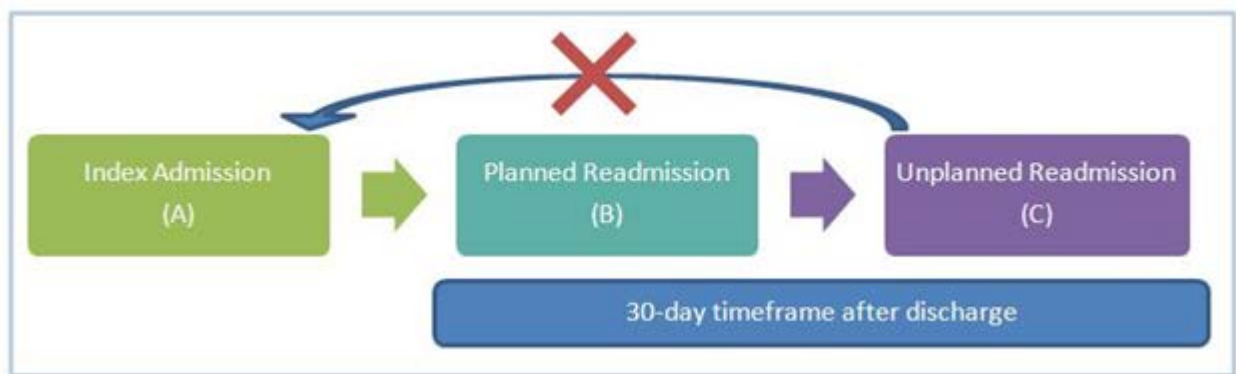 Index Admission
(A)
Planned Readmission
(B)
Unplanned Readmission
(C)
30-day timeframe after discharge